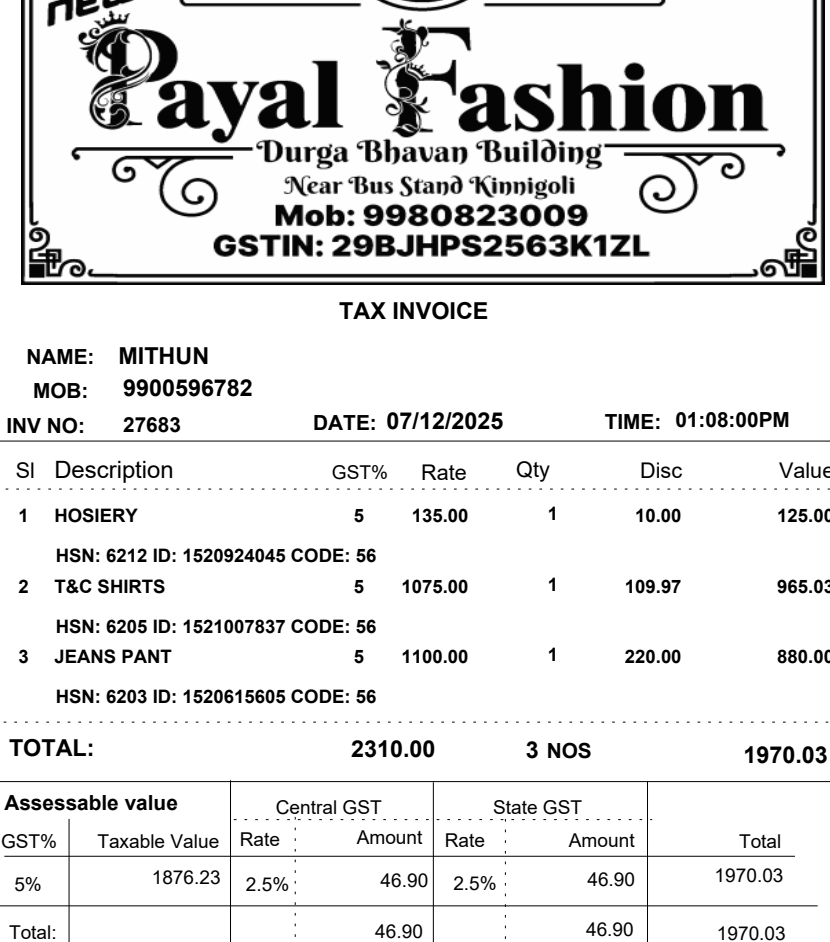 new
Payal Fashion
Durga Bhavan Building
Near Bus Stand Kinnigoli
Mob: 9980823009
GSTIN: 29BJHPS2563K1ZL
TAX INVOICE
NAME: MITHUN
MOB: 9900596782
INV NO: 27683 DATE: 07/12/2025 TIME: 01:08:00PM
Sl Description GST% Rate Qty Disc Value
1 HOSIERY 5 135.00 1 10.00 125.00
HSN: 6212 ID: 1520924045 CODE: 56
2 T&C SHIRTS 5 1075.00 1 109.97 965.03
HSN: 6205 ID: 1521007837 CODE: 56
3 JEANS PANT 5 1100.00 1 220.00 880.00
HSN: 6203 ID: 1520615605 CODE: 56
TOTAL: 2310.00 3 NOS 1970.03
Assessable value Central GST State GST
GST% Taxable Value Rate Amount Rate Amount Total
5% 1876.23 2.5% 46.90 2.5% 46.90 1970.03
Total: 46.90 46.90 1970.03